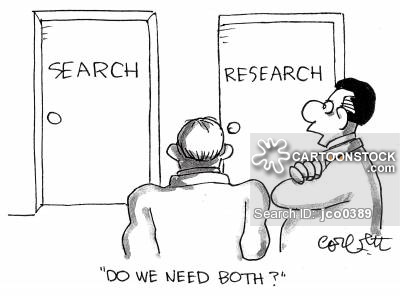 SEARCH
RESEARCH
CARTOONSTOCK
.com
Search ID: jco0389
"DO WE NEED BOTH?"